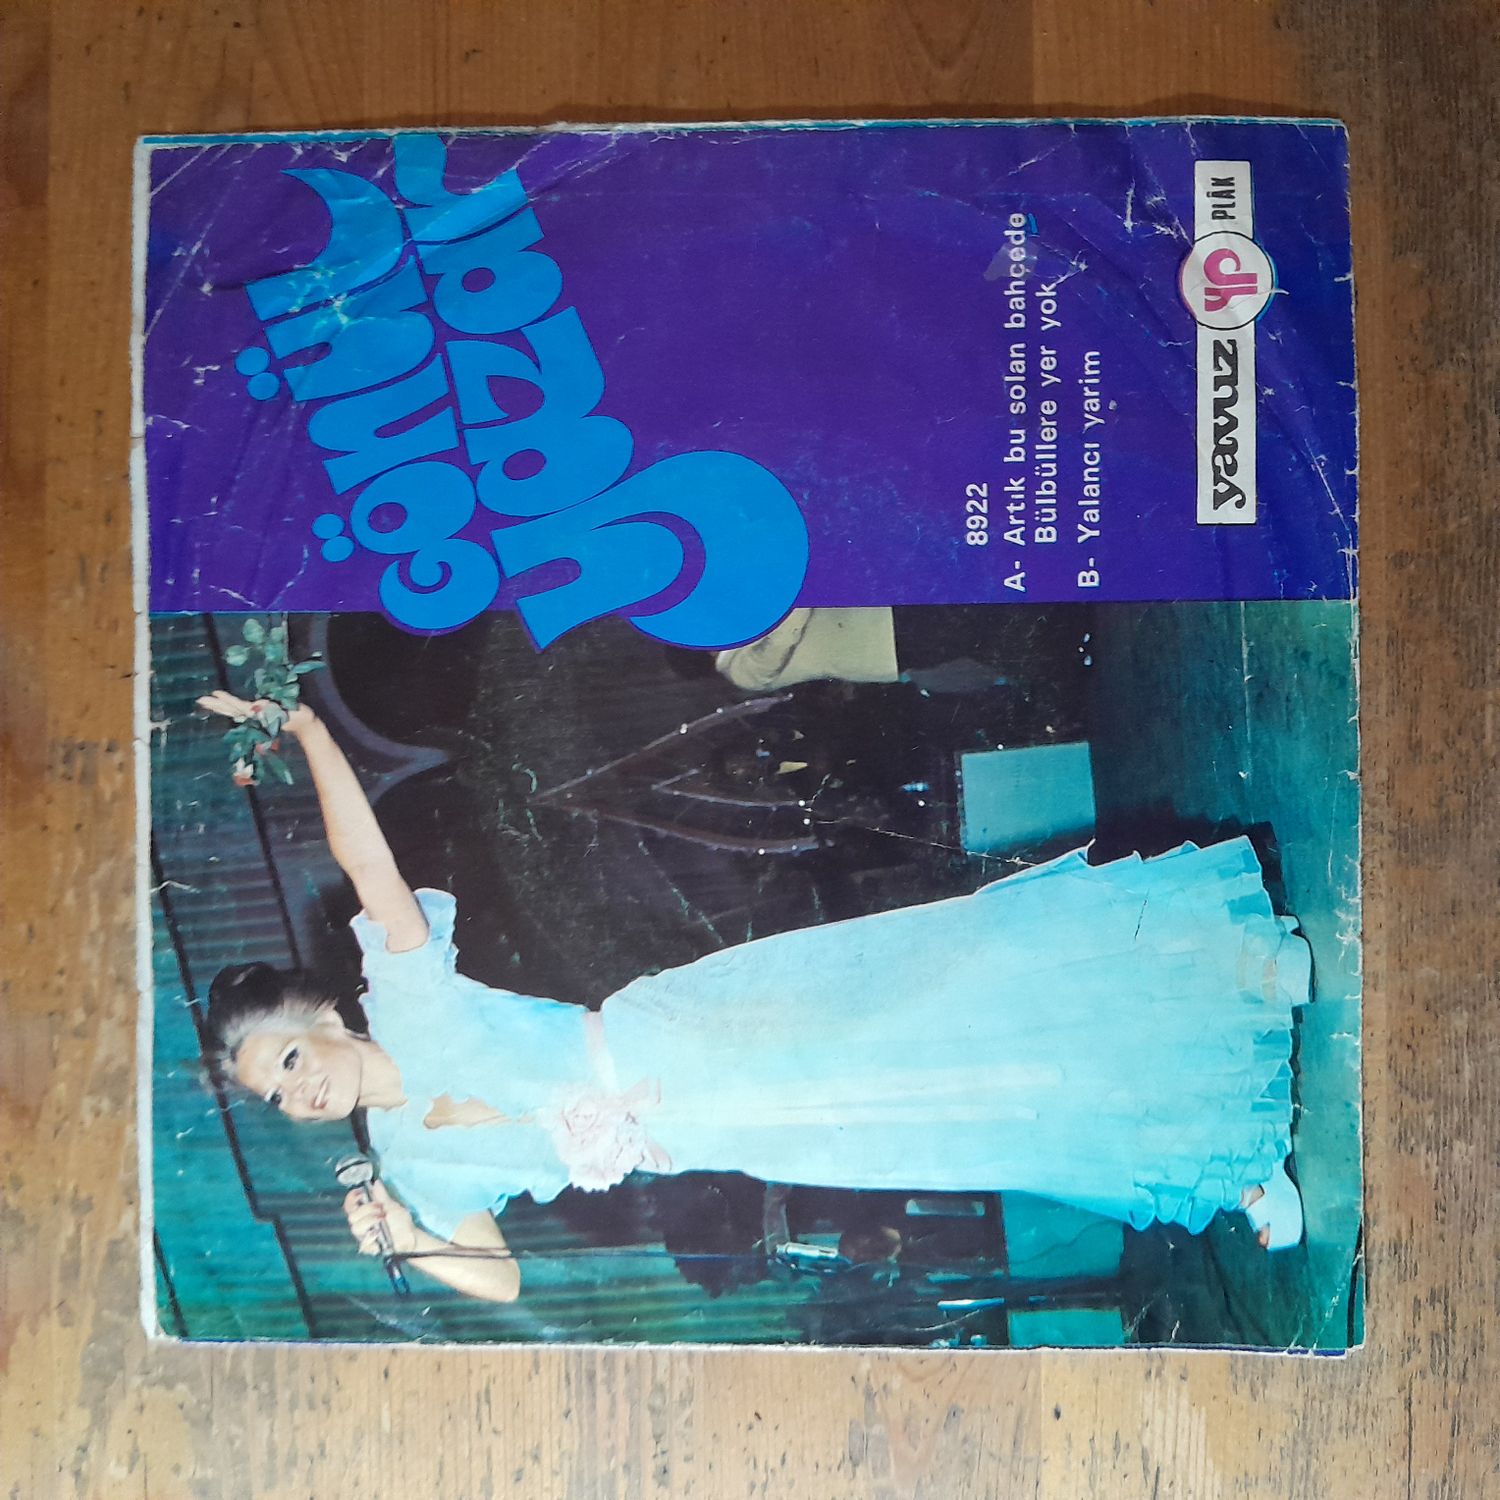 Gönül
Yazar
8922
A- Artık bu solan bahçede
Bülbüllere yer yok
B- Yalancı yarim
yavuz yp PLÂK